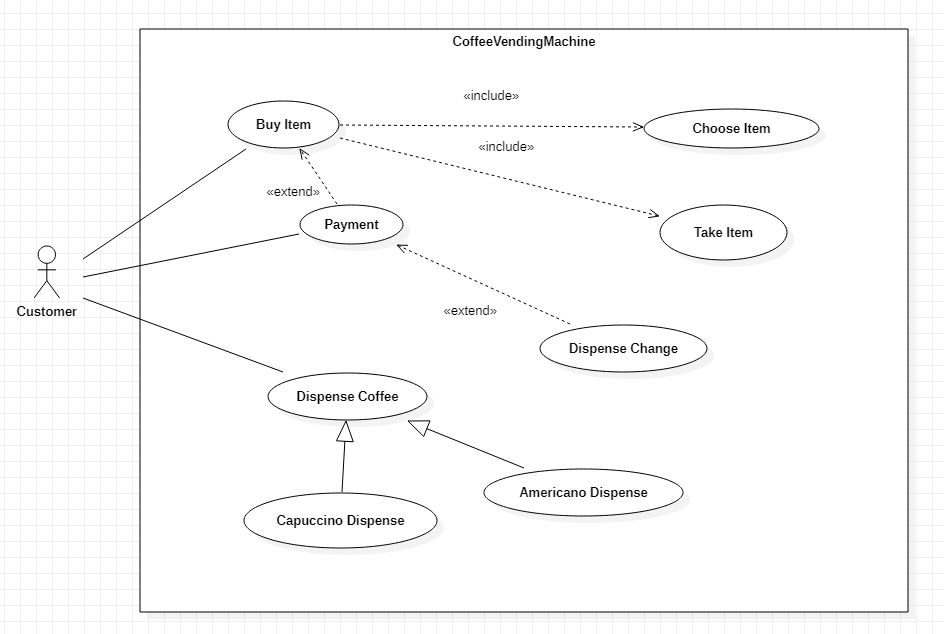 CoffeeVendingMachine
«include»
Buy Item
Choose Item
«include»
«extend»
Payment
Take Item
Customer
«extend»
Dispense Change
Dispense Coffee
Americano Dispense
Capuccino Dispense